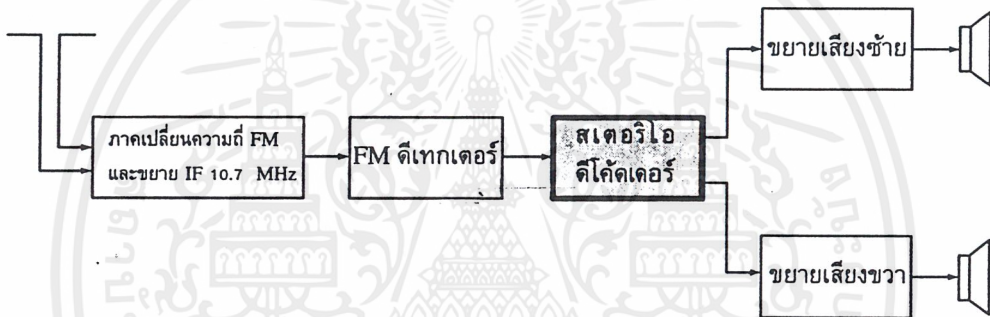 ขยายเสียงซ้าย
ภาคเปลี่ยนความถี่ FM
และขยาย IF 10.7 MHz
FM ดีเทกเตอร์
สเตอริโอ
ดีโค้ดเดอร์
ขยายเสียงขวา